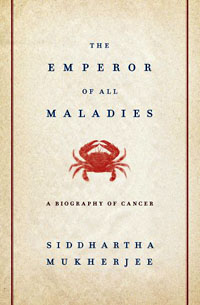 THE
EMPEROR
OF ALL
MALADIES
A BIOGRAPHY OF CANCER
SIDDHARTHA
MUKHERJEE